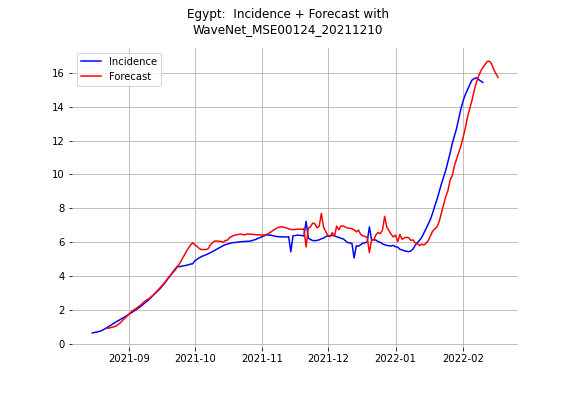 Egypt:  Incidence + Forecast with
WaveNet_MSE00124_20211210
Incidence
Forecast
16
14
12
10
8
6
4
2
0
2021-09 2021-10 2021-11 2021-12 2022-01 2022-02